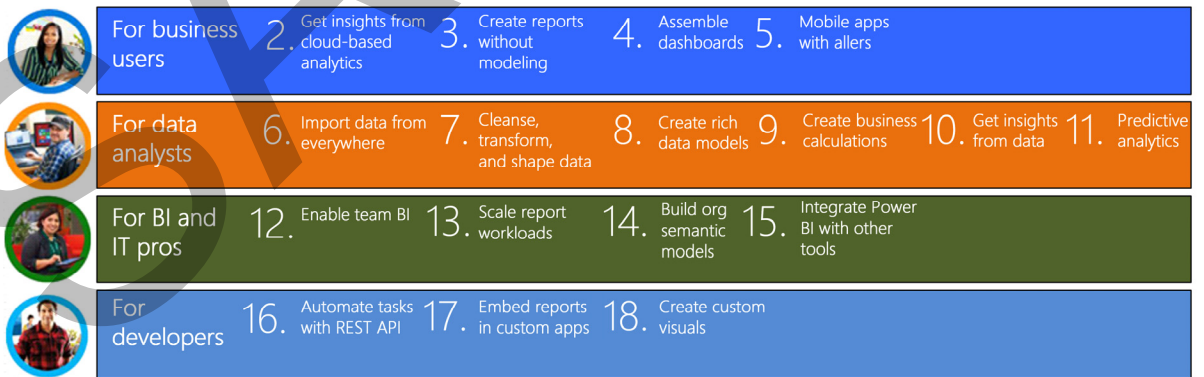 For business
users
2. Get insights from
cloud-based
analytics
3. Create reports
without
modeling
4. Assemble
dashboards
5. Mobile apps
with allers
For data
analysts
6. Import data from
everywhere
7. Cleanse,
transform,
and shape data
8. Create rich
data models
9. Create business
calculations
10. Get insights
from data
11. Predictive
analytics
For BI and
IT pros
12. Enable team BI
13. Scale report
workloads
14. Build org
semantic
models
15. Integrate Power
BI with other
tools
For
developers
16. Automate tasks
with REST API
17. Embed reports
in custom apps
18. Create custom
visuals